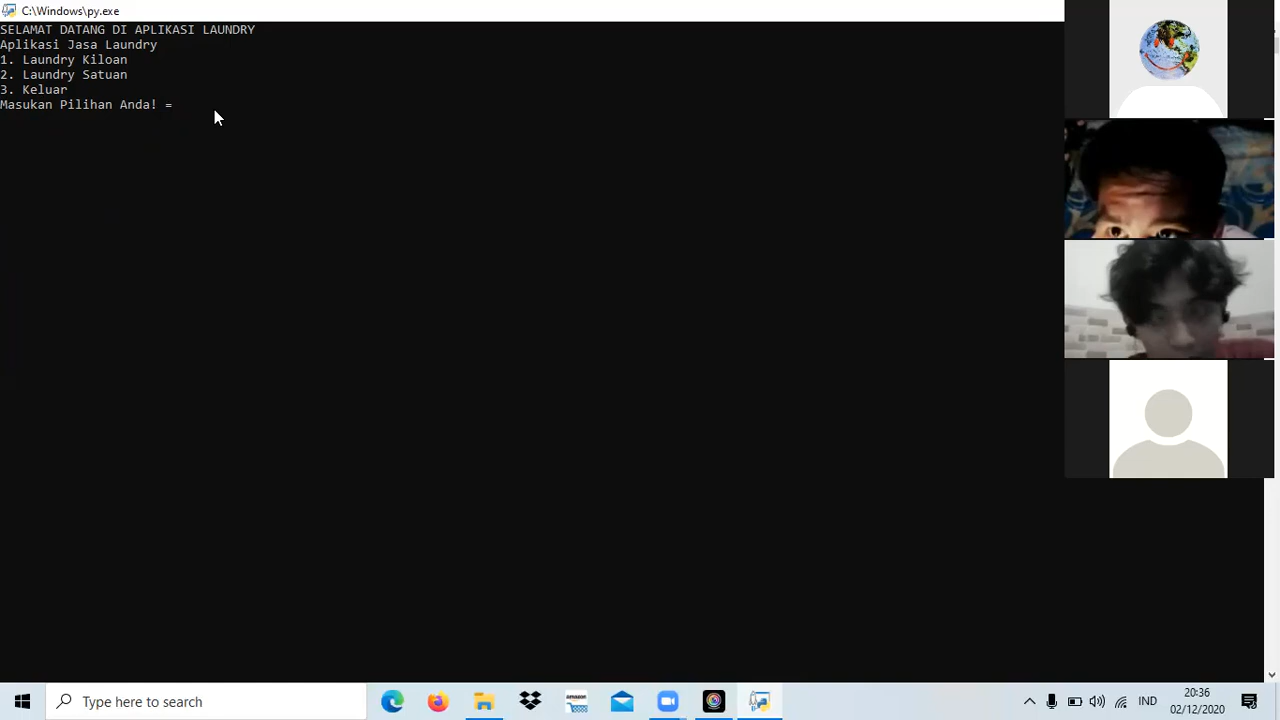 C:\Windows\py.exe
SELAMAT DATANG DI APLIKASI LAUNDRY
Aplikasi Jasa Laundry
1. Laundry Kiloan
2. Laundry Satuan
3. Keluar
Masukan Pilihan Anda! =
Type here to search
amazon
IND
20:36
02/12/2020